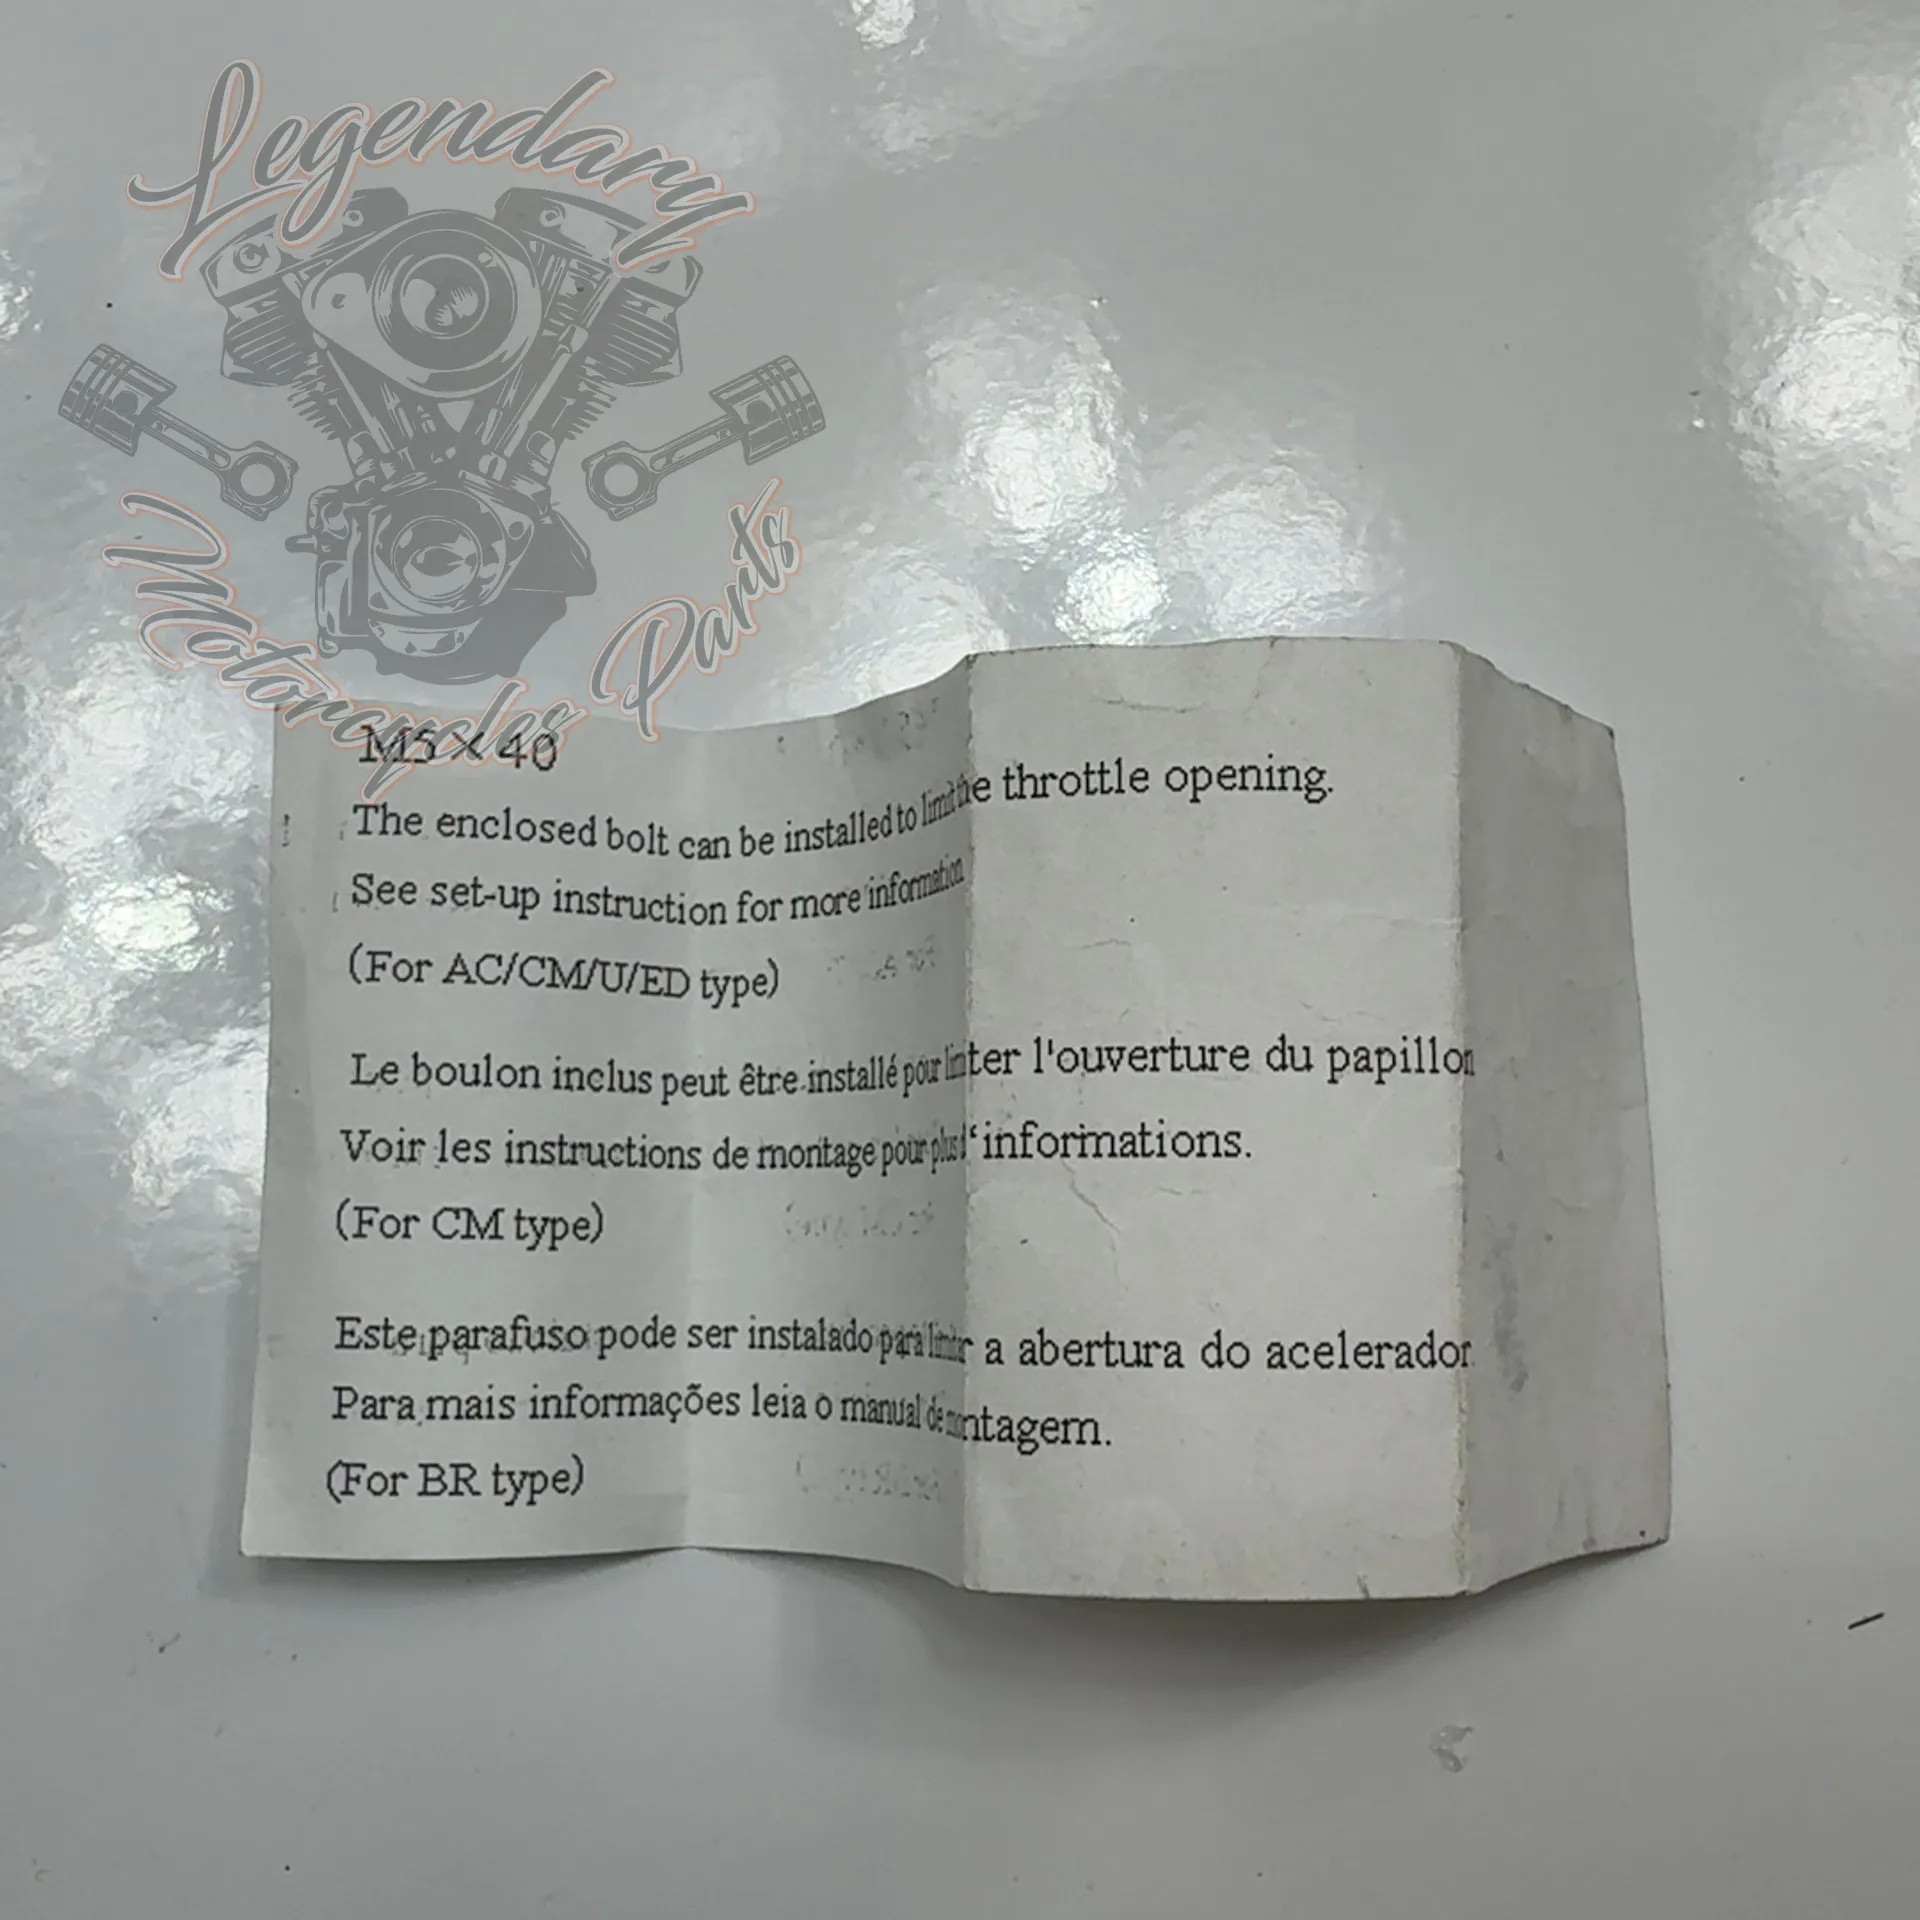 Legendary
Motorcycles Parts
M5×40
The enclosed bolt can be installed to limit the throttle opening.
See set-up instruction for more information
(For AC/CM/U/ED type)
Le boulon inclus peut être installé pour limiter l'ouverture du papillon
Voir les instructions de montage pour plus d‘informations.
(For CM type)
Este parafuso pode ser instalado para limitar a abertura do acelerador
Para mais informações leia o manual de montagem.
(For BR type)